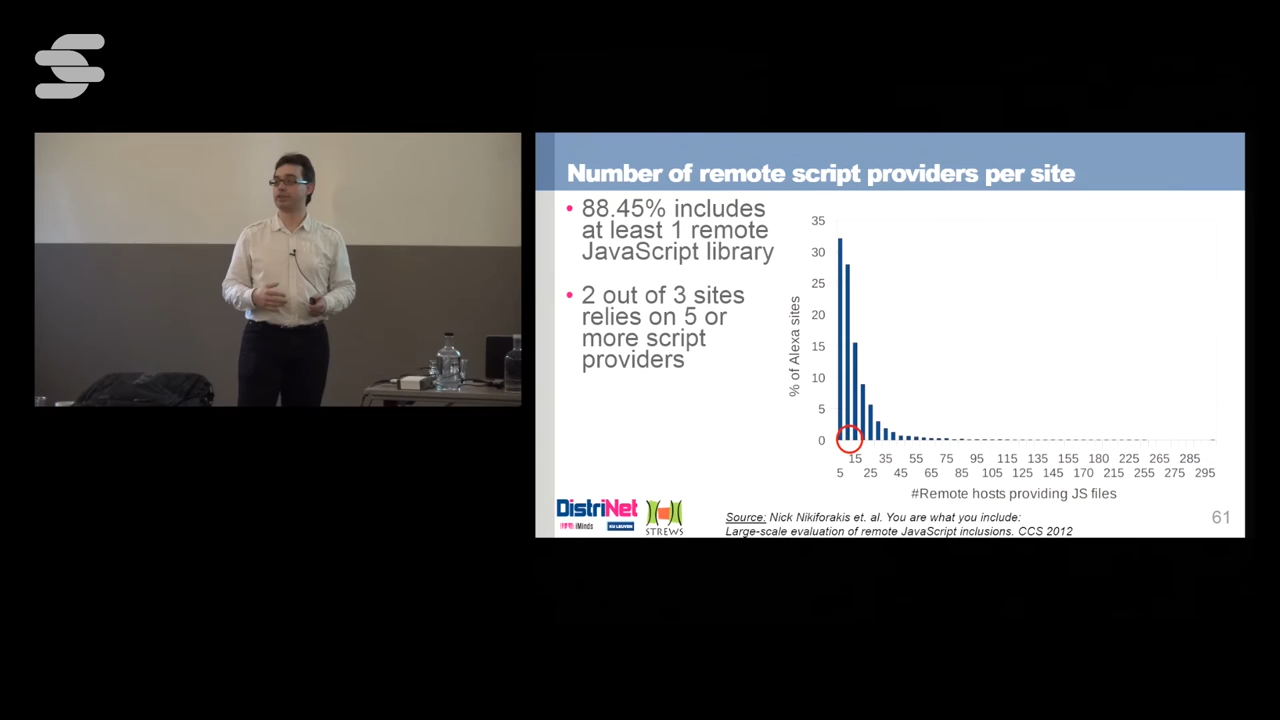 Number of remote script providers per site
• 88.45% includes
at least 1 remote
JavaScript library
• 2 out of 3 sites
relies on 5 or
more script
providers
% of Alexa sites
35
30
25
20
15
10
5
0
15 35 55 75 95 115 135 155 180 225 265 285
5 25 45 65 85 105 125 145 170 215 255 275 295
#Remote hosts providing JS files
DistriNet
iMinds
KU LEUVEN
STREWS
Source: Nick Nikiforakis et. al. You are what you include:
Large-scale evaluation of remote JavaScript inclusions. CCS 2012
61